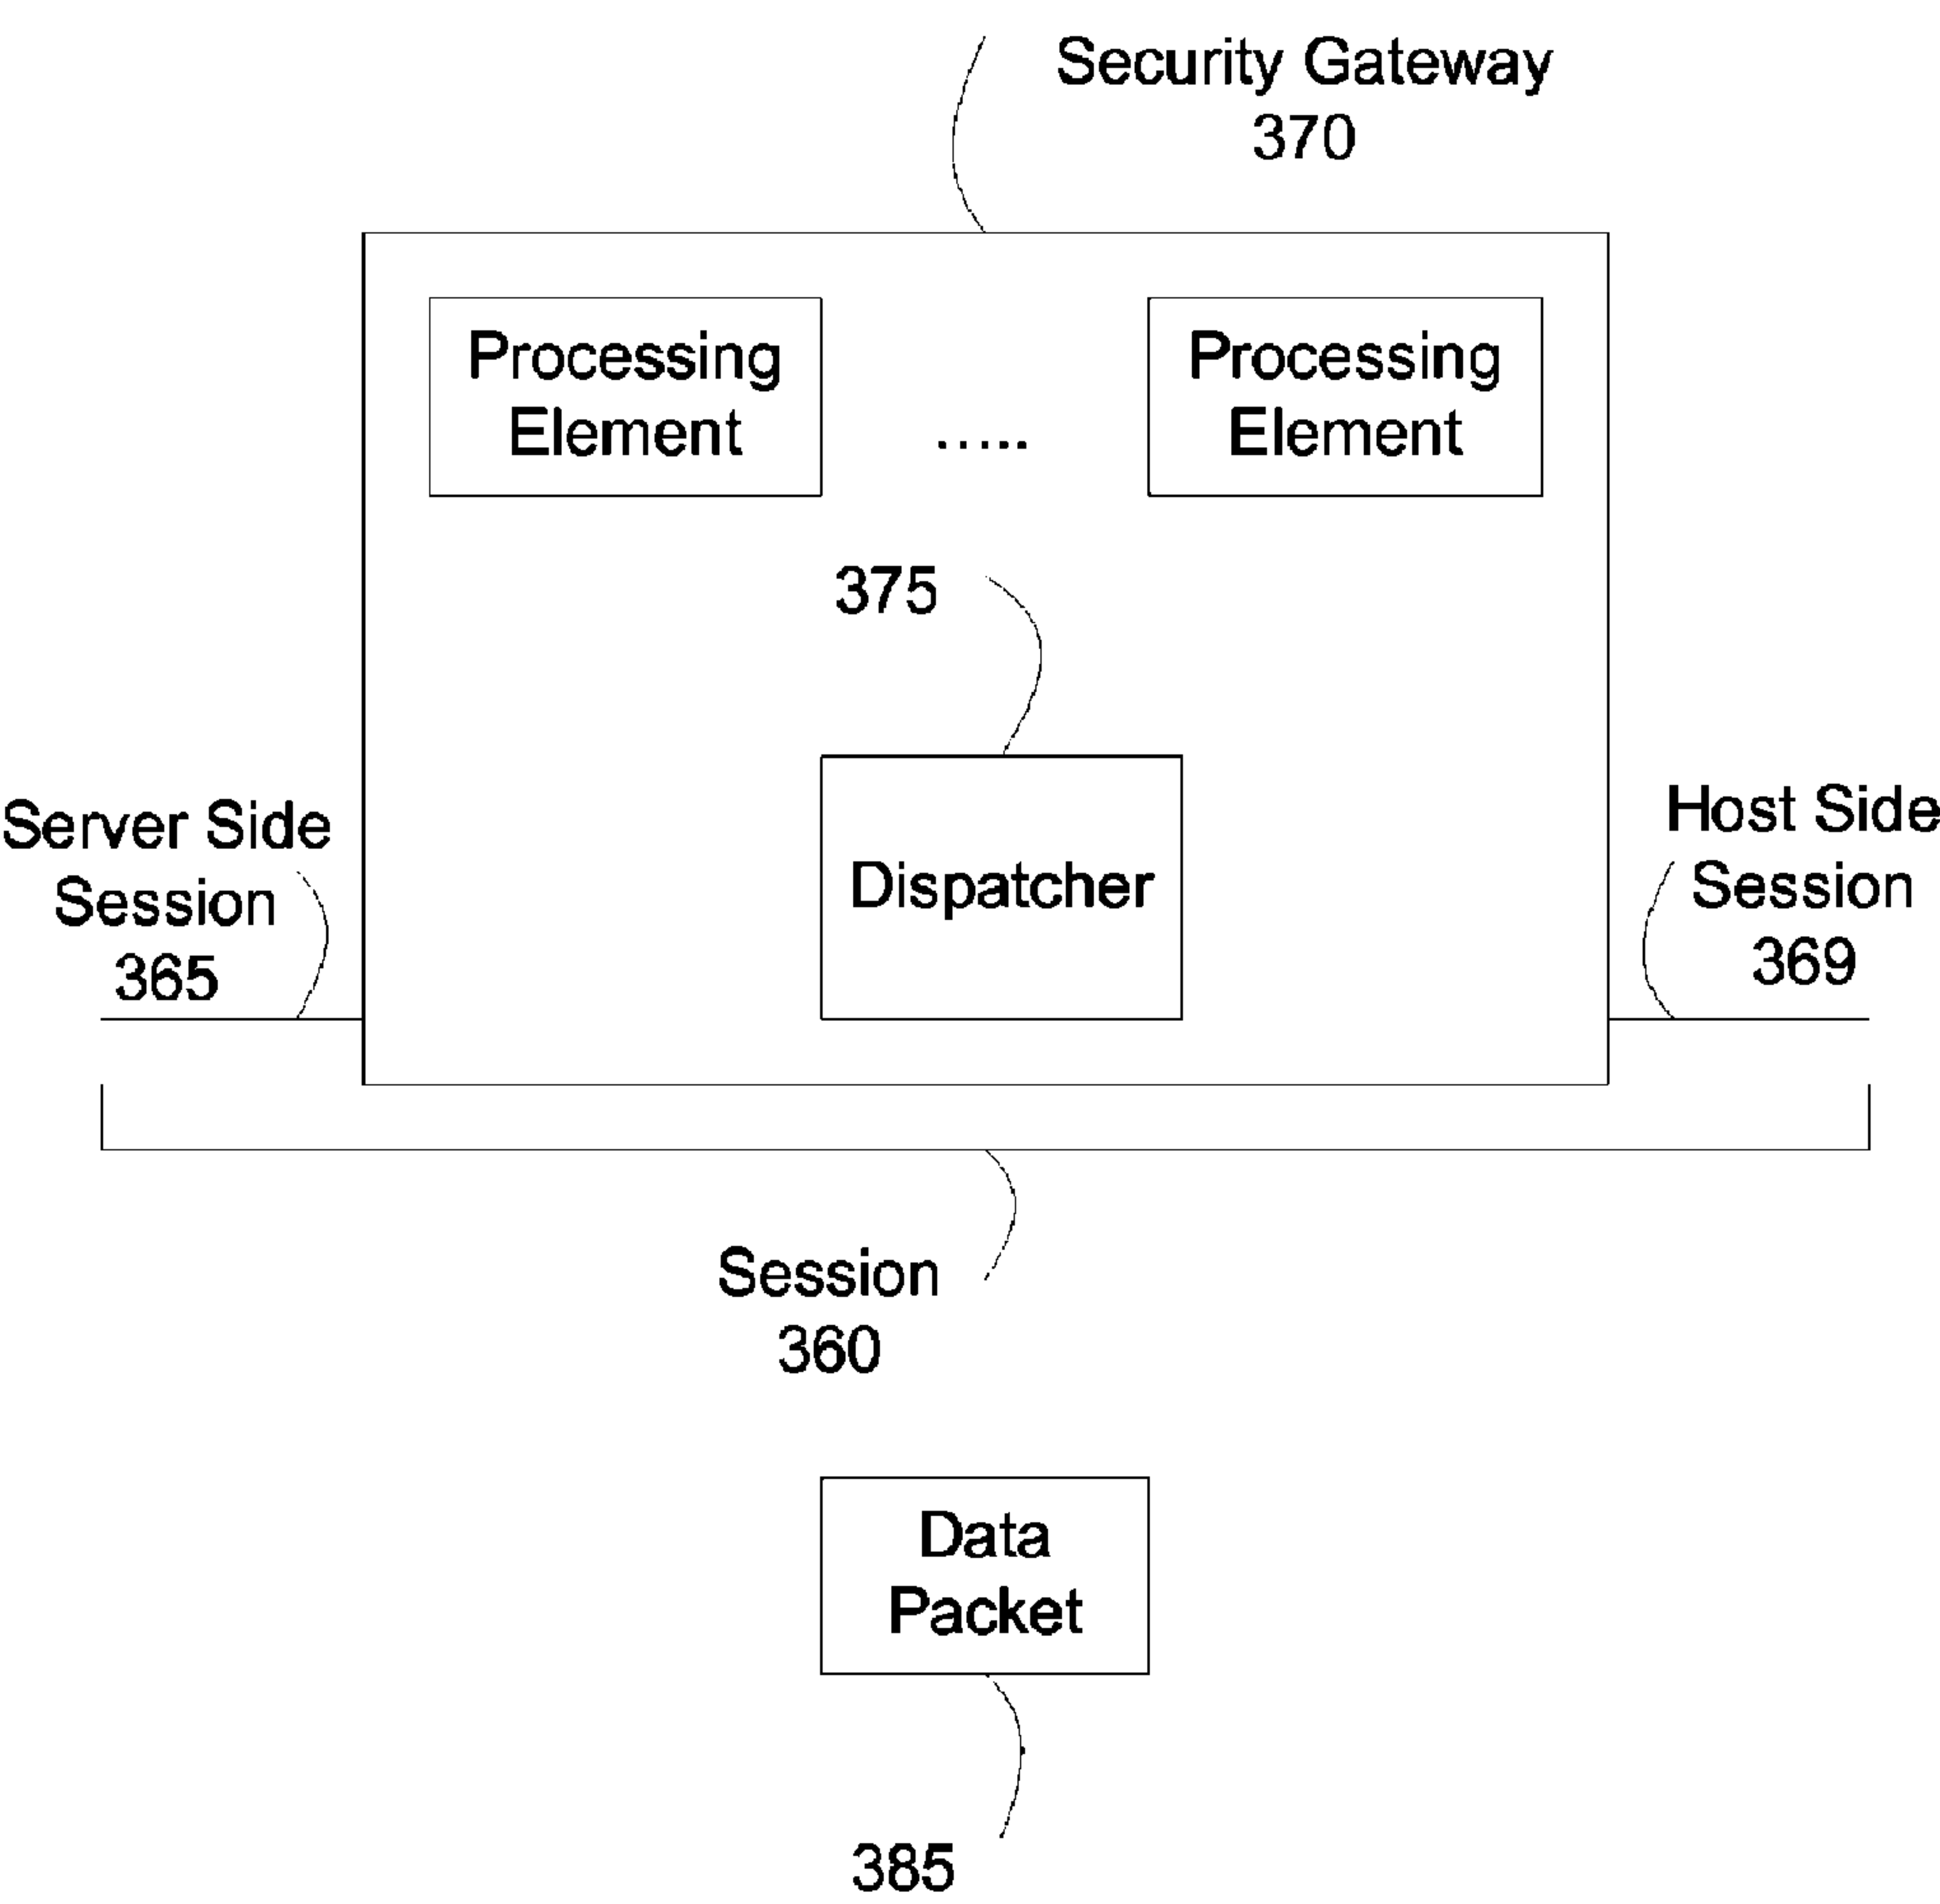 Security Gateway
370
Processing
Element
Processing
Element
......
375
Server Side
Session
365
Dispatcher
Host Side
Session
369
Session
360
Data
Packet
385